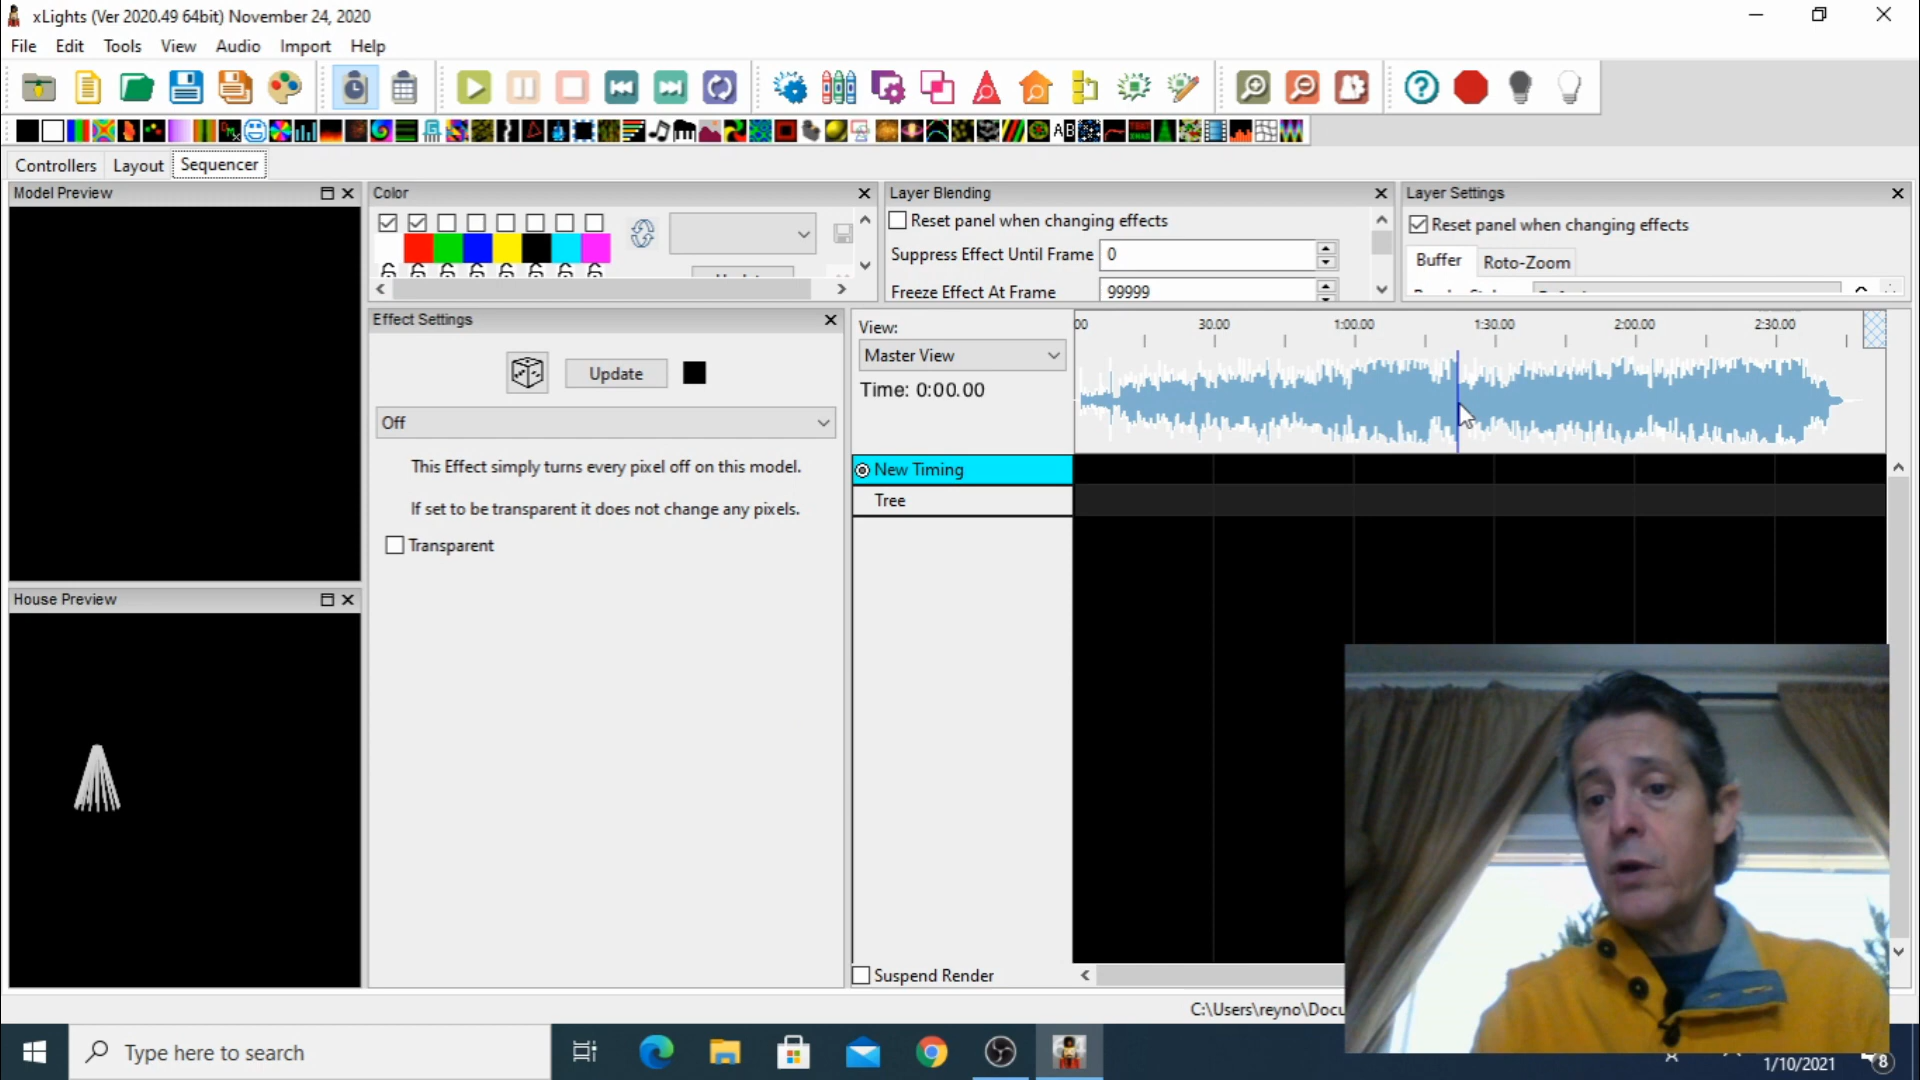 xLights (Ver 2020.49 64bit) November 24, 2020
File Edit Tools View Audio Import Help
Controllers Layout Sequencer
Model Preview
Color
Layer Blending
Layer Settings
Reset panel when changing effects
Suppress Effect Until Frame 0
Freeze Effect At Frame 99999
Reset panel when changing effects
Buffer Roto-Zoom
Effect Settings
Update
Off
This Effect simply turns every pixel off on this model.
If set to be transparent it does not change any pixels.
Transparent
View:
Master View
Time: 0:00.00
00 30.00 1:00.00 1:30.00 2:00.00 2:30.00
New Timing
Tree
House Preview
Suspend Render
C:\Users\reyno\Docu
Type here to search
1/10/2021
8